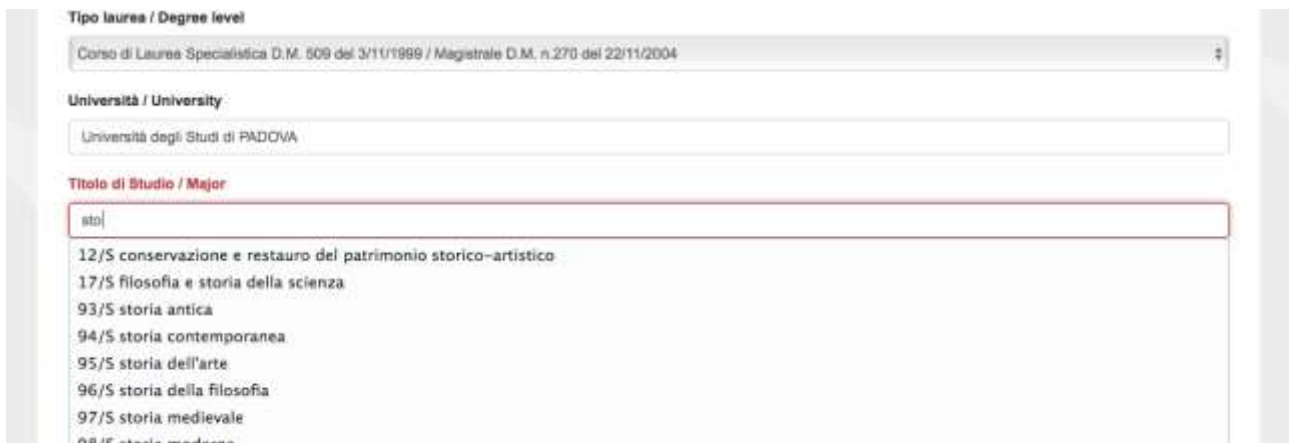 Tipo laurea / Degree level
Corso di Laurea Specialistica D.M. 509 del 3/11/1999 / Magistrale D.M. n.270 del 22/11/2004
Università / University
Università degli Studi di PADOVA
Titolo di Studio / Major
sto
12/S conservazione e restauro del patrimonio storico-artistico
17/S filosofia e storia della scienza
93/S storia antica
94/S storia contemporanea
95/S storia dell'arte
96/S storia della filosofia
97/S storia medievale
98/S storia moderna